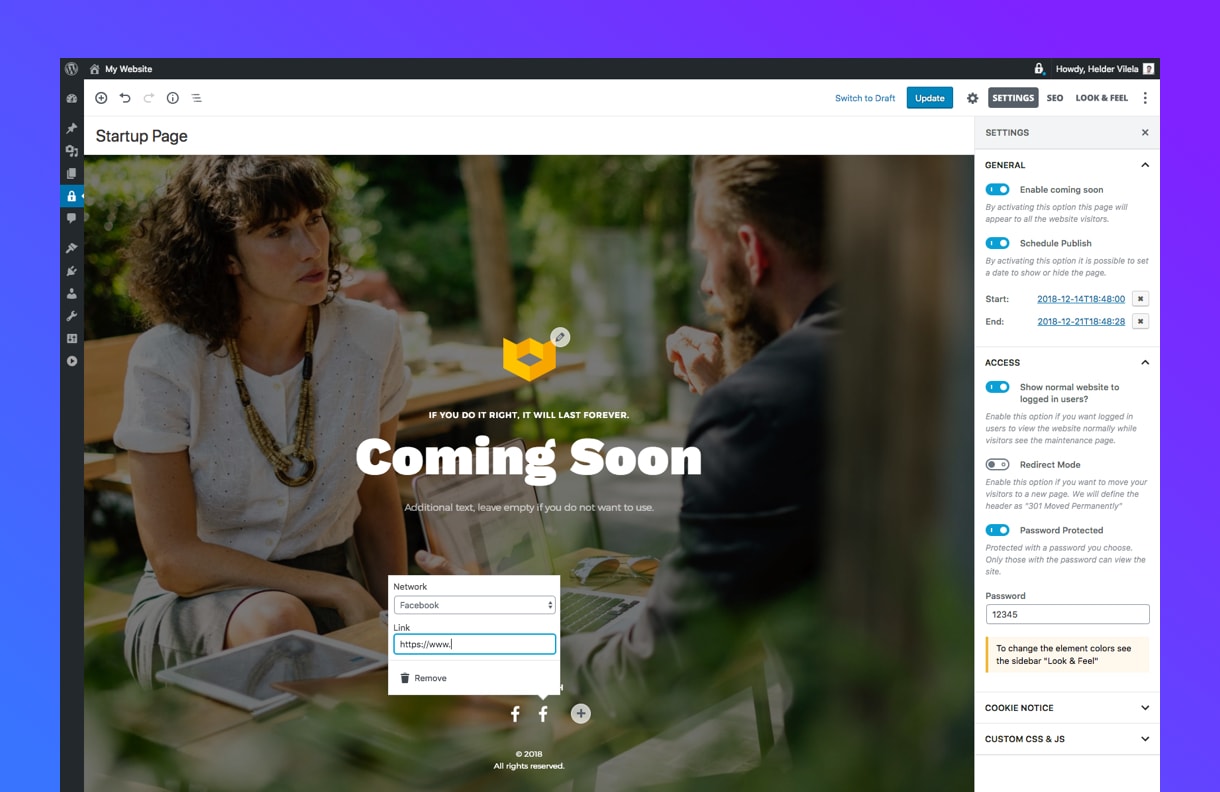 My Website
Howdy, Helder Vilela
Switch to Draft
Update
SETTINGS
SEO
LOOK & FEEL
Startup Page
IF YOU DO IT RIGHT, IT WILL LAST FOREVER.
Coming Soon
Additional text, leave empty if you do not want to use.
Network
Facebook
Link
https://www.
Remove
© 2018
All rights reserved.
SETTINGS
GENERAL
Enable coming soon
By activating this option this page will
appear to all the website visitors.
Schedule Publish
By activating this option it is possible to set
a date to show or hide the page.
Start: 2018-12-14T18:48:00
End: 2018-12-21T18:48:28
ACCESS
Show normal website to
logged in users?
Enable this option if you want logged in
users to view the website normally while
visitors see the maintenance page.
Redirect Mode
Enable this option if you want to move your
visitors to a new page. We will define the
header as "301 Moved Permanently"
Password Protected
Protected with a password you choose.
Only those with the password can view the
site.
Password
12345
To change the element colors see
the sidebar "Look & Feel"
COOKIE NOTICE
CUSTOM CSS & JS